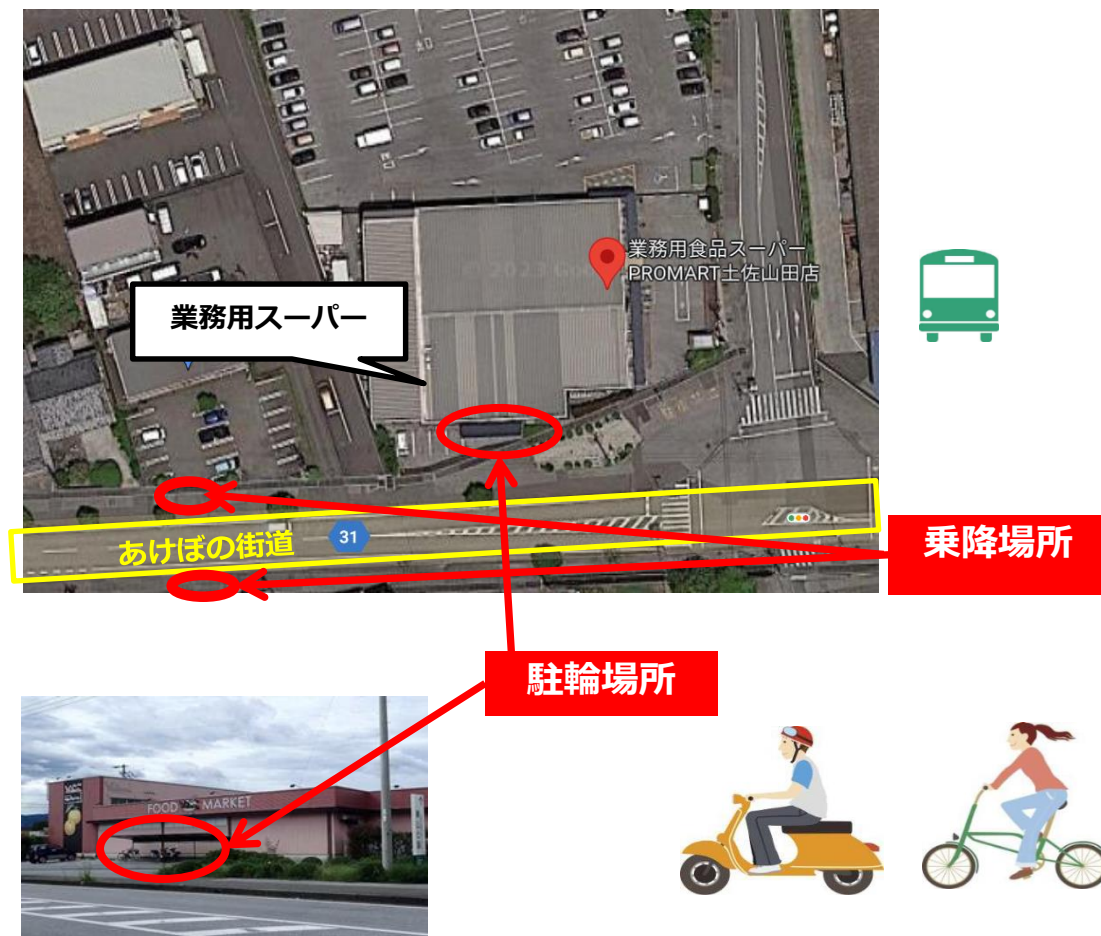 業務用食品スーパー
PROMART土佐山田店
業務用スーパー
あけぼの街道
31
乗降場所
駐輪場所
FOOD MARKET